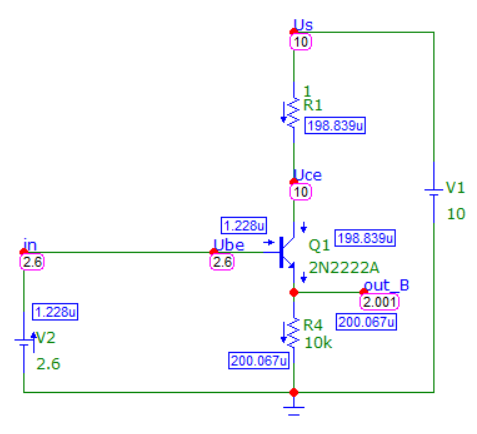 Us
10
1
R1
198.839u
Uce
10
V1
10
1.228u
198.839u
Q1
2N2222A
in
2.6
Ube
2.6
out_B
2.001
1.228u
V2
2.6
R4
10k
200.067u
200.067u